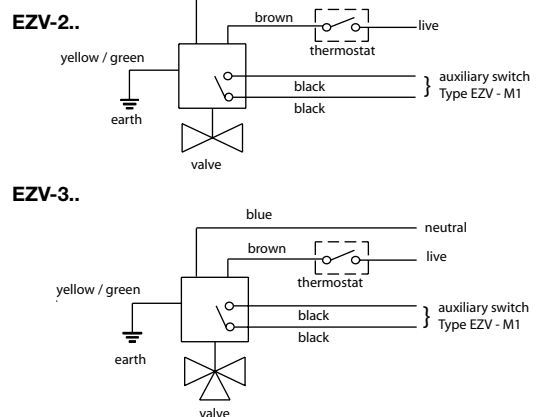 EZV-2..
brown
live
thermostat
yellow / green
auxiliary switch
Type EZV - M1
black
black
earth
valve
EZV-3..
blue
neutral
brown
live
thermostat
yellow / green
auxiliary switch
Type EZV - M1
black
black
earth
valve